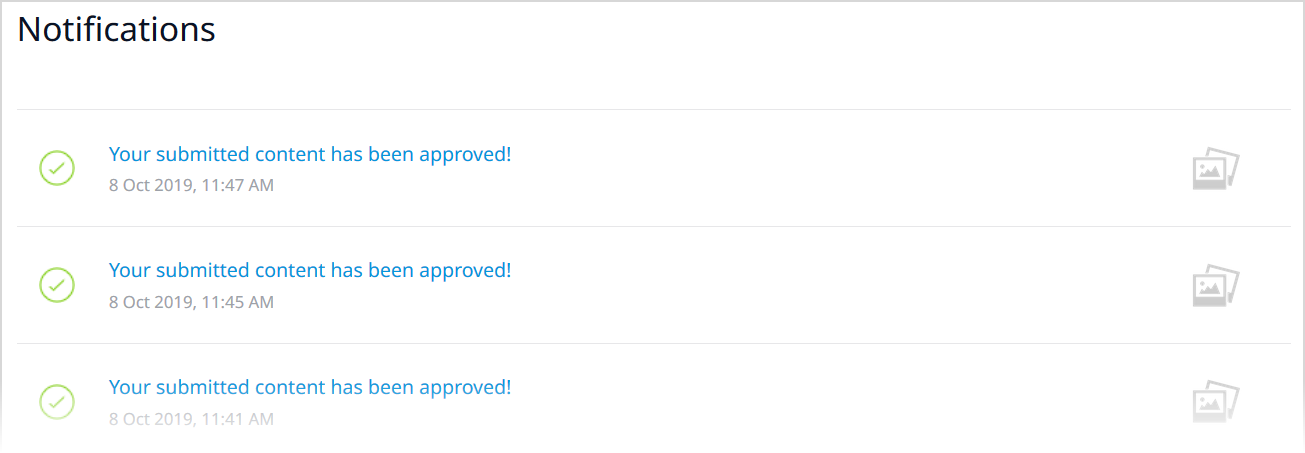 Notifications
Your submitted content has been approved!
8 Oct 2019, 11:47 AM
Your submitted content has been approved!
8 Oct 2019, 11:45 AM
Your submitted content has been approved!
8 Oct 2019, 11:41 AM